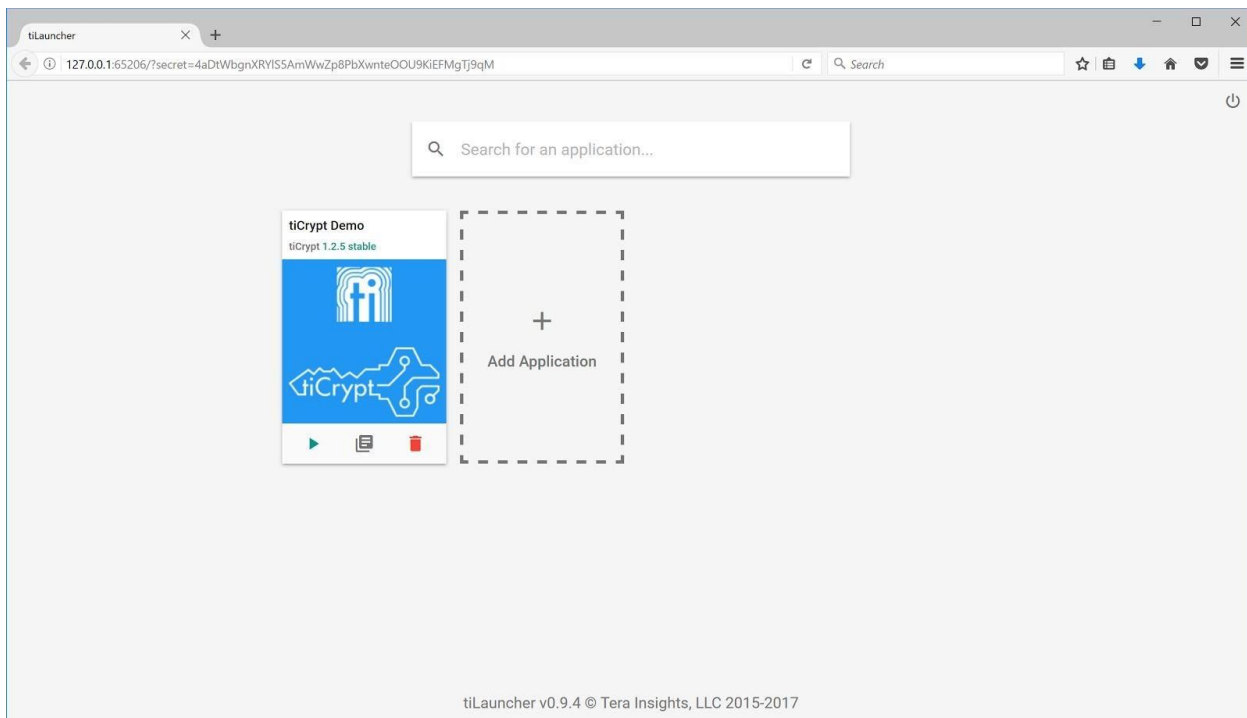 tiLauncher
127.0.0.1:65206/?secret=4aDtWbgnXRYlS5AmWwZp8PbXwnteOOU9KiEFMgTj9qM
Search
Search for an application...
tiCrypt Demo
tiCrypt 1.2.5 stable
ti
tiCrypt
Add Application
tiLauncher v0.9.4 © Tera Insights, LLC 2015-2017